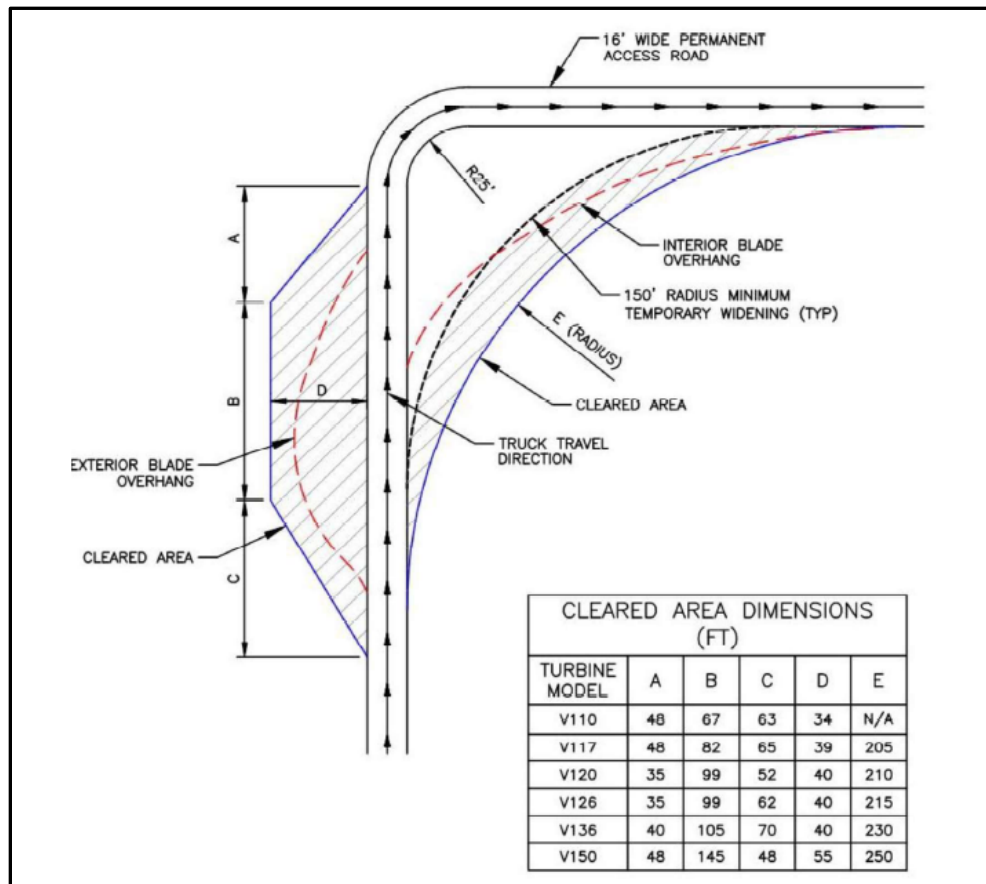 16' WIDE PERMANENT
ACCESS ROAD
R25'
A
INTERIOR BLADE
OVERHANG
150' RADIUS MINIMUM
TEMPORARY WIDENING (TYP)
E (RADIUS)
B
D
CLEARED AREA
TRUCK TRAVEL
DIRECTION
EXTERIOR BLADE
OVERHANG
CLEARED AREA
C
CLEARED AREA DIMENSIONS
(FT)
TURBINE
MODEL A B C D E
V110 48 67 63 34 N/A
V117 48 82 65 39 205
V120 35 99 52 40 210
V126 35 99 62 40 215
V136 40 105 70 40 230
V150 48 145 48 55 250